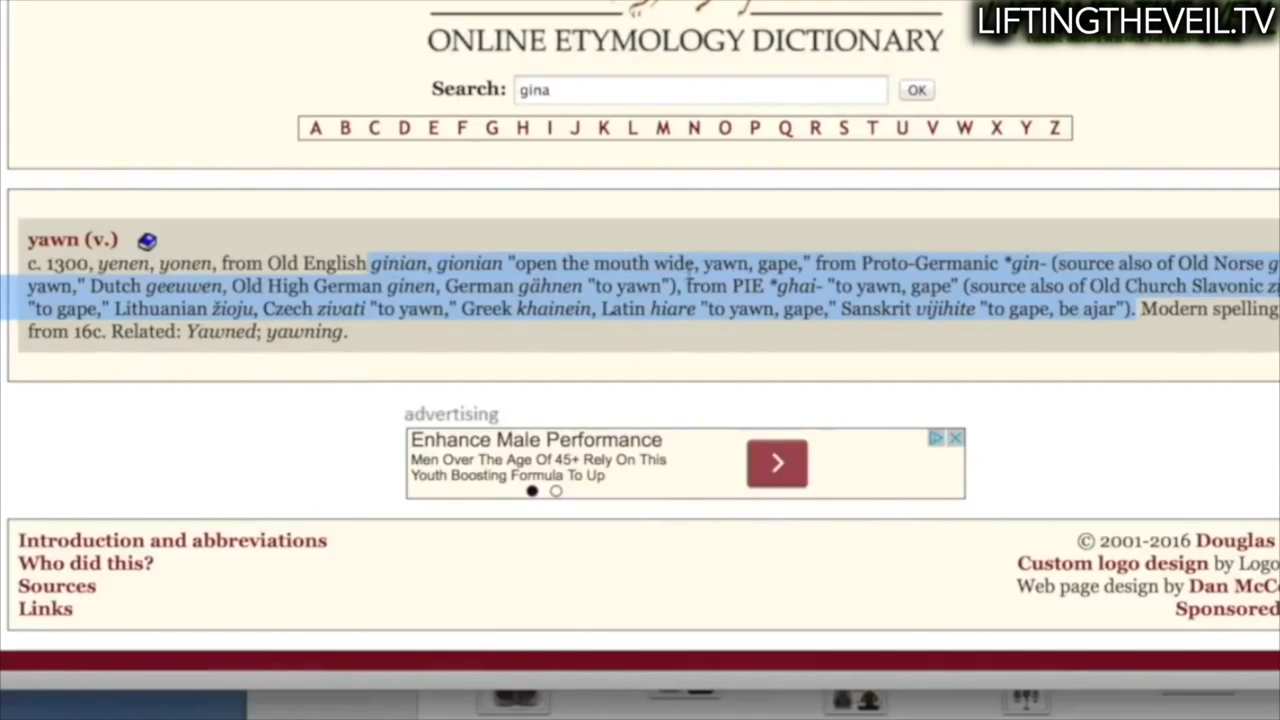 LIFTINGTHEVEIL.TV
ONLINE ETYMOLOGY DICTIONARY
Search: gina OK
A B C D E F G H I J K L M N O P Q R S T U V W X Y Z
yawn (v.)
c. 1300, yenen, yonen, from Old English ginian, gionian "open the mouth wide, yawn, gape," from Proto-Germanic *gin- (source also of Old Norse g
yawn," Dutch geeuwen, Old High German ginen, German gähnen "to yawn"), from PIE *ghai- "to yawn, gape" (source also of Old Church Slavonic zi
"to gape," Lithuanian žioju, Czech zivati "to yawn," Greek khainein, Latin hiare "to yawn, gape," Sanskrit vijihite "to gape, be ajar"). Modern spelling
from 16c. Related: Yawned; yawning.
advertising
Enhance Male Performance
Men Over The Age Of 45+ Rely On This
Youth Boosting Formula To Up
Introduction and abbreviations
Who did this?
Sources
Links
© 2001-2016 Douglas
Custom logo design by Logo
Web page design by Dan McC
Sponsored